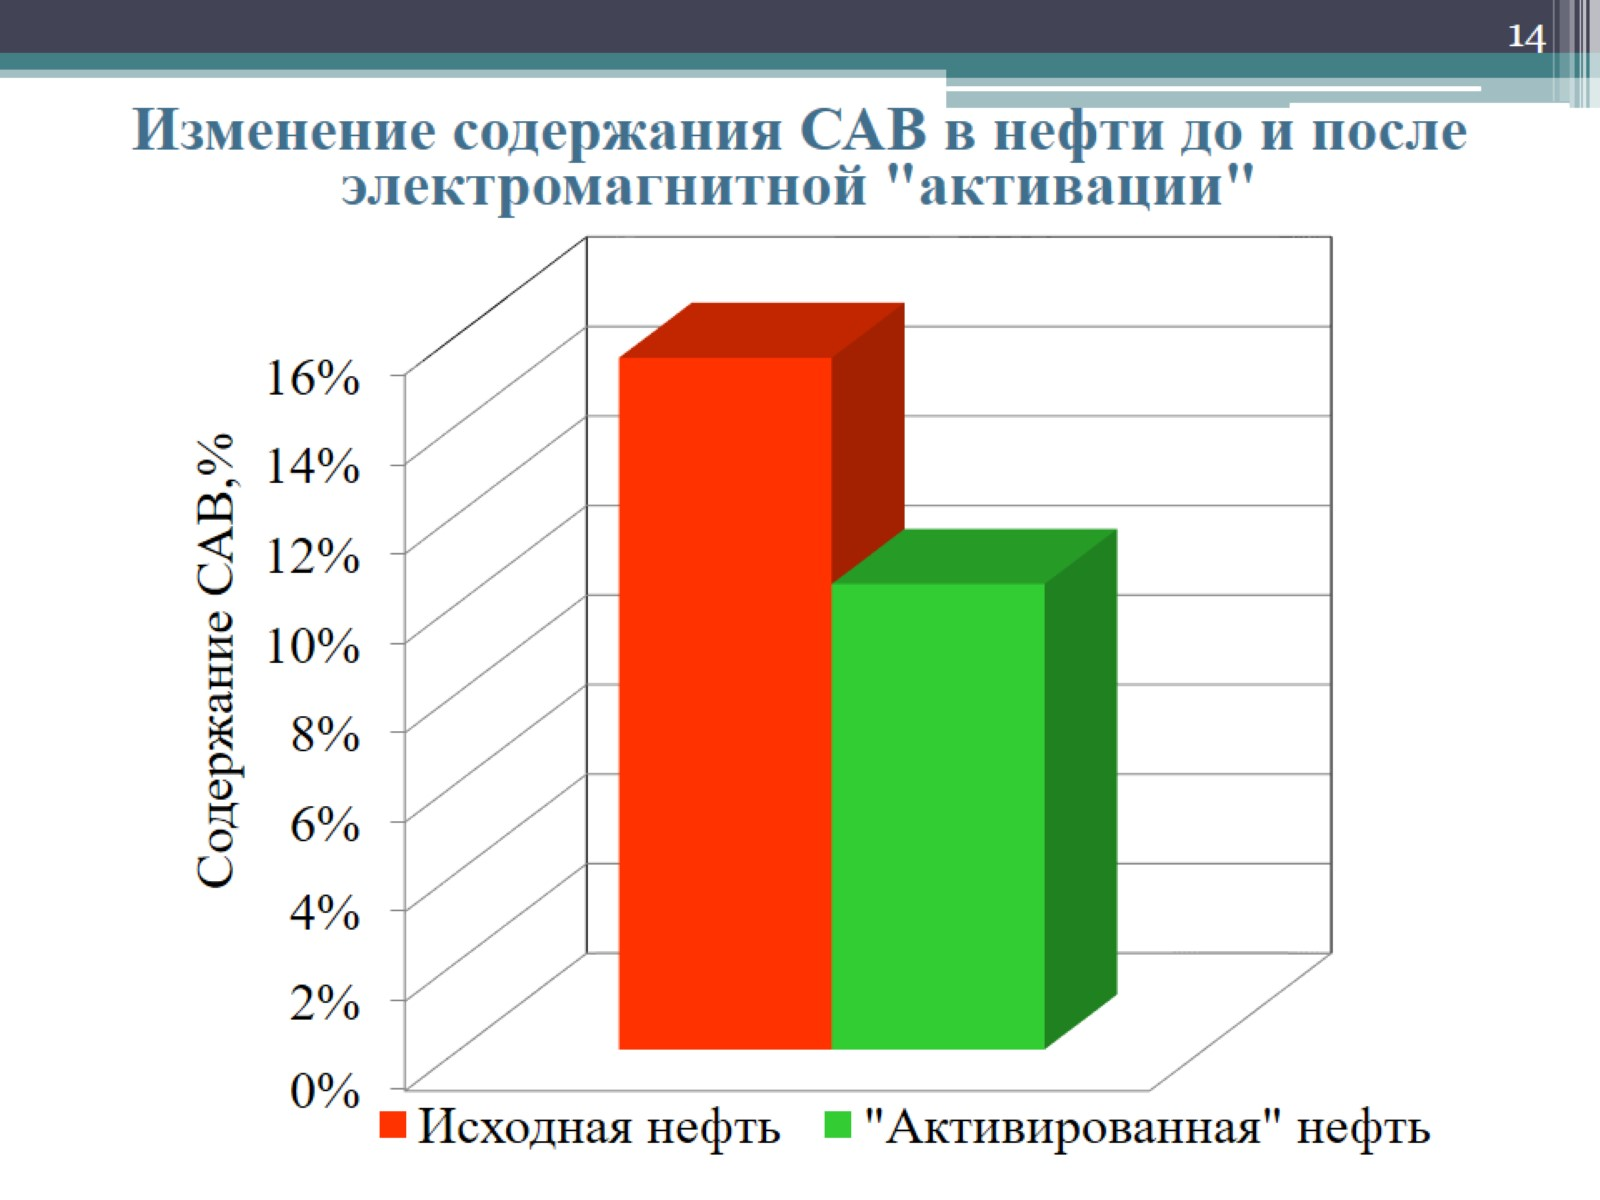 14
Изменение содержания САВ в нефти до и после
электромагнитной "активации"
Содержание САВ,%
16%
14%
12%
10%
8%
6%
4%
2%
0%
Исходная нефть
"Активированная" нефть